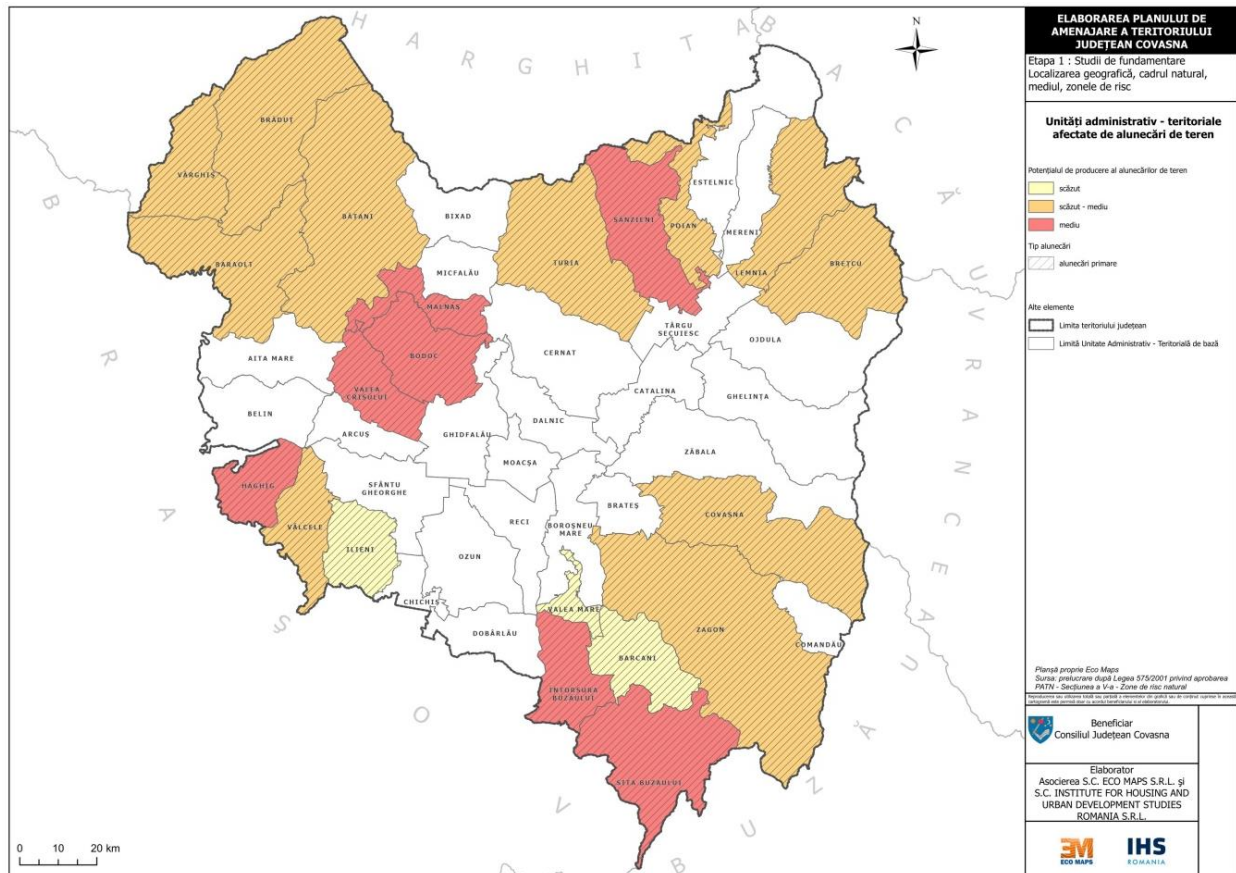 HARGHITA
BACĂU
VRANCEA
BUZĂU
BRAȘOV
N
BRĂDUȚ
VÂRGHIȘ
BĂȚANI
BARAOLT
BIXAD
MICFALĂU
TURIA
SÂNZIENI
POIAN
ESTELNIC
MERENI
LEMNIA
BREȚCU
MALNAȘ
BODOC
VALEA
CRIȘULUI
AITA MARE
BELIN
ARCUȘ
GHIDFALĂU
CERNAT
TÂRGU
SECUIESC
OJDULA
CATALINA
GHELINȚA
DALNIC
MOACȘA
ZĂBALA
HĂGHIG
VÂLCELE
SFÂNTU
GHEORGHE
ILIENI
RECI
OZUN
BOROȘNEU
MARE
BRATEȘ
COVASNA
CHICHIȘ
DOBÂRLĂU
VALEA MARE
BARCANI
ZAGON
COMANDĂU
ÎNTORSURA
BUZĂULUI
SITA BUZĂULUI
0 10 20 km
ELABORAREA PLANULUI DE
AMENAJARE A TERITORIULUI
JUDEȚEAN COVASNA
Etapa 1 : Studii de fundamentare
Localizarea geografică, cadrul natural,
mediul, zonele de risc
Unități administrativ - teritoriale
afectate de alunecări de teren
Potențialul de producere al alunecărilor de teren
scăzut
scăzut - mediu
mediu
Tip alunecări
alunecări primare
Alte elemente
Limita teritoriului județean
Limită Unitate Administrativ - Teritorială de bază
Planșă proprie Eco Maps
Sursa: prelucrare după Legea 575/2001 privind aprobarea
PATN - Secțiunea a V-a - Zone de risc natural
Beneficiar
Consiliul Județean Covasna
Elaborator
Asocierea S.C. ECO MAPS S.R.L. și
S.C. INSTITUTE FOR HOUSING AND
URBAN DEVELOPMENT STUDIES
ROMANIA S.R.L.
EM
ECO MAPS
IHS
ROMANIA